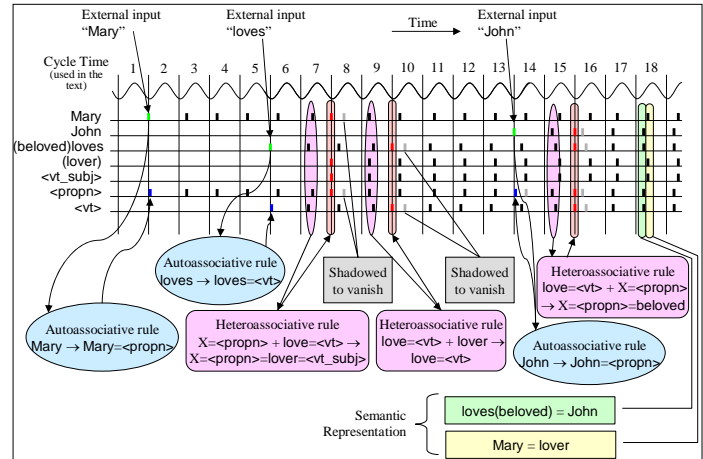 External input
“Mary”
External input
“loves”
Time
External input
“John”
Cycle Time
(used in the
text)
1 2 3 4 5 6 7 8 9 10 11 12 13 14 15 16 17 18
Mary
John
(beloved)loves
(lover)
<vt_subj>
<propn>
<vt>
Autoassociative rule
loves → loves=<vt>
Shadowed
to vanish
Shadowed
to vanish
Heteroassociative rule
love=<vt> + X=<propn>
→ X=<propn>=beloved
Autoassociative rule
Mary → Mary=<propn>
Heteroassociative rule
X=<propn> + love=<vt> →
X=<propn>=lover=<vt_subj>
Heteroassociative rule
love=<vt> + lover →
love=<vt>
Autoassociative rule
John → John=<propn>
Semantic
Representation
loves(beloved) = John
Mary = lover